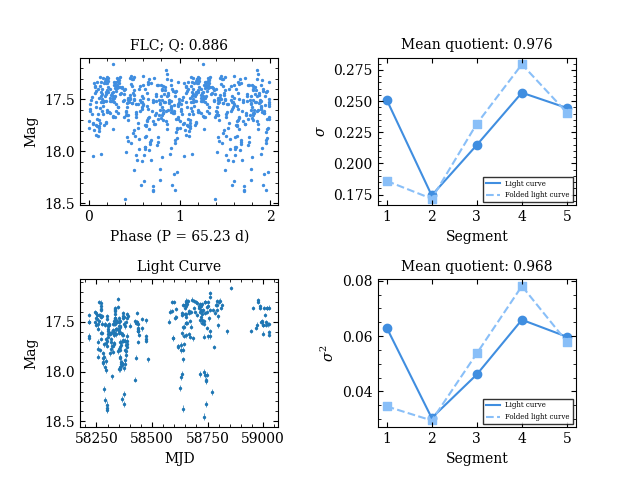 FLC; Q: 0.886
Mag
17.5
18.0
18.5
0
1
2
Phase (P = 65.23 d)
Mean quotient: 0.976
σ
0.275
0.250
0.225
0.200
0.175
Light curve
Folded light curve
1
2
3
4
5
Segment
Light Curve
Mag
17.5
18.0
18.5
58250
58500
58750
59000
MJD
Mean quotient: 0.968
σ²
0.08
0.06
0.04
Light curve
Folded light curve
1
2
3
4
5
Segment